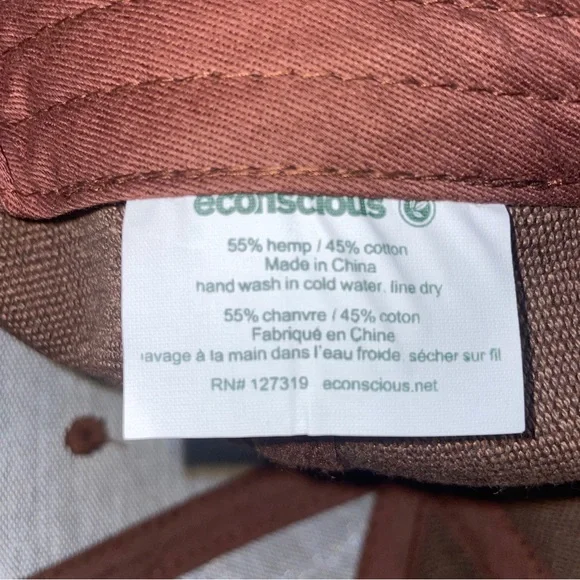 econscious
55% hemp / 45% cotton
Made in China
hand wash in cold water, line dry
55% chanvre / 45% coton
Fabriqué en Chine
lavage à la main dans l'eau froide, sécher sur fil
RN# 127319 econscious.net